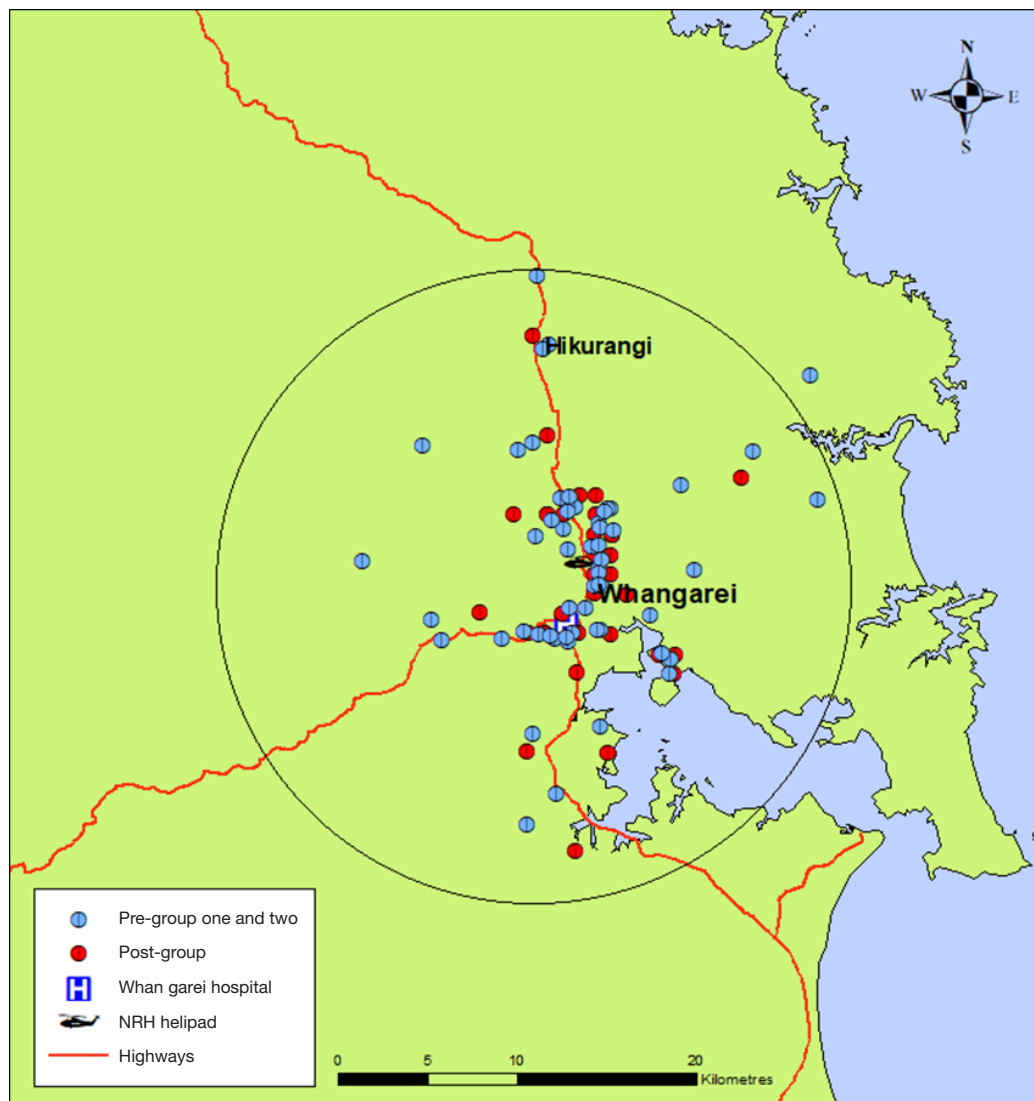 N
W E
S
Hikurangi
Whangarei
Pre-group one and two
Post-group
H Whan garei hospital
NRH helipad
Highways
0 5 10 20
Kilometres